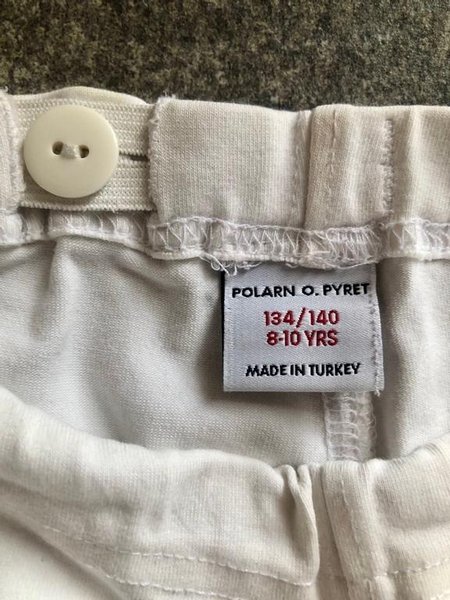 POLARN O. PYRET
134/140
8-10 YRS
MADE IN TURKEY